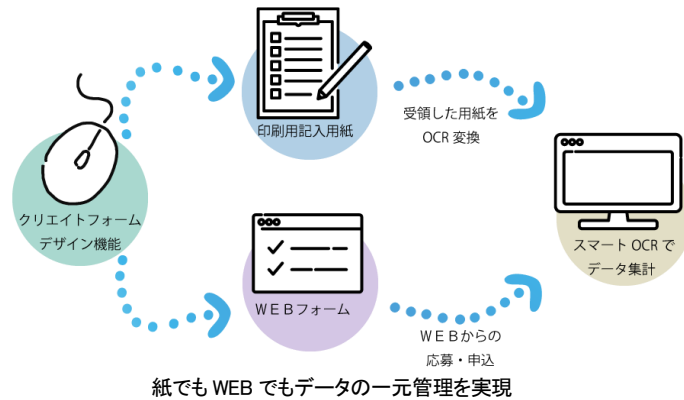 印刷用記入用紙
受領した用紙を
OCR 変換
クリエイトフォーム
デザイン機能
スマート OCR で
データ集計
ＷＥＢフォーム
ＷＥＢからの
応募・申込
紙でも WEB でもデータの一元管理を実現